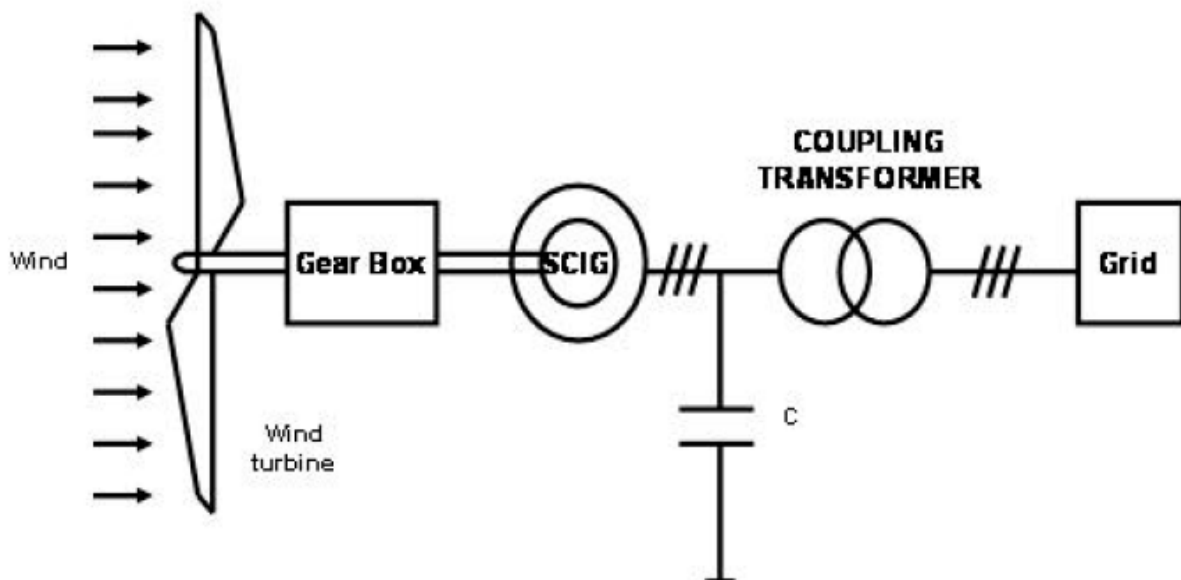 COUPLING
TRANSFORMER
Wind
Gear Box
SCIG
Grid
C
Wind
turbine